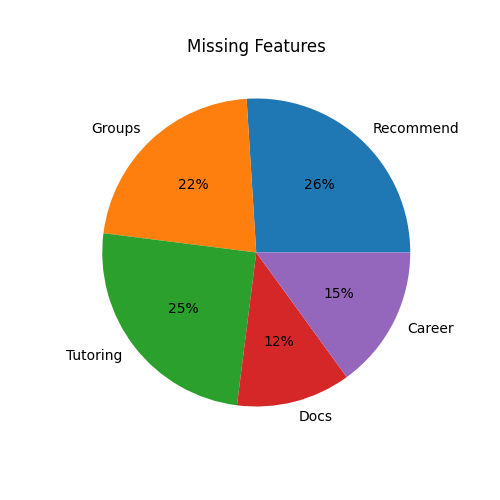 Missing Features
Groups
Recommend
22%
26%
15%
25%
Career
12%
Tutoring
Docs